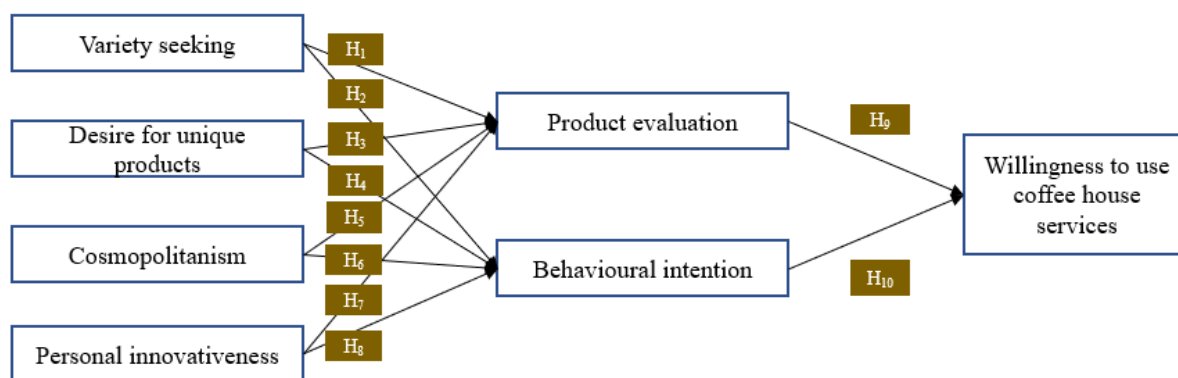 Variety seeking
Desire for unique
products
Cosmopolitanism
Personal innovativeness
H₁
H₂
H₃
H₄
H₅
H₆
H₇
H₈
Product evaluation
Behavioural intention
H₉
H₁₀
Willingness to use
coffee house
services